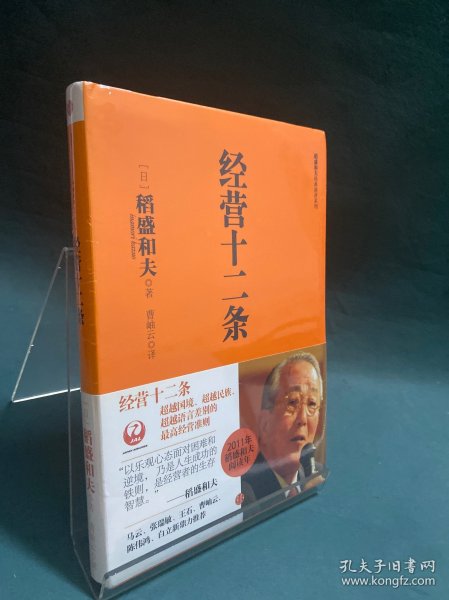 稻盛和夫
经营十二条
[日]
稻盛和夫
inamori kazuo
著
曹岫云◎译
经营十二条
超越国境、超越民族、
超越语言差别的
最高经营准则
JAL
“以乐观心态面对困难和
逆境，乃是人生成功的
铁则，是经营者的生存
智慧。”
——稻盛和夫
马云、张瑞敏、王石、曹岫云、
陈伟鸿、白立新鼎力推荐
2011年
稻盛和夫
阅读年
孔夫子旧书网
www.kongfz.com